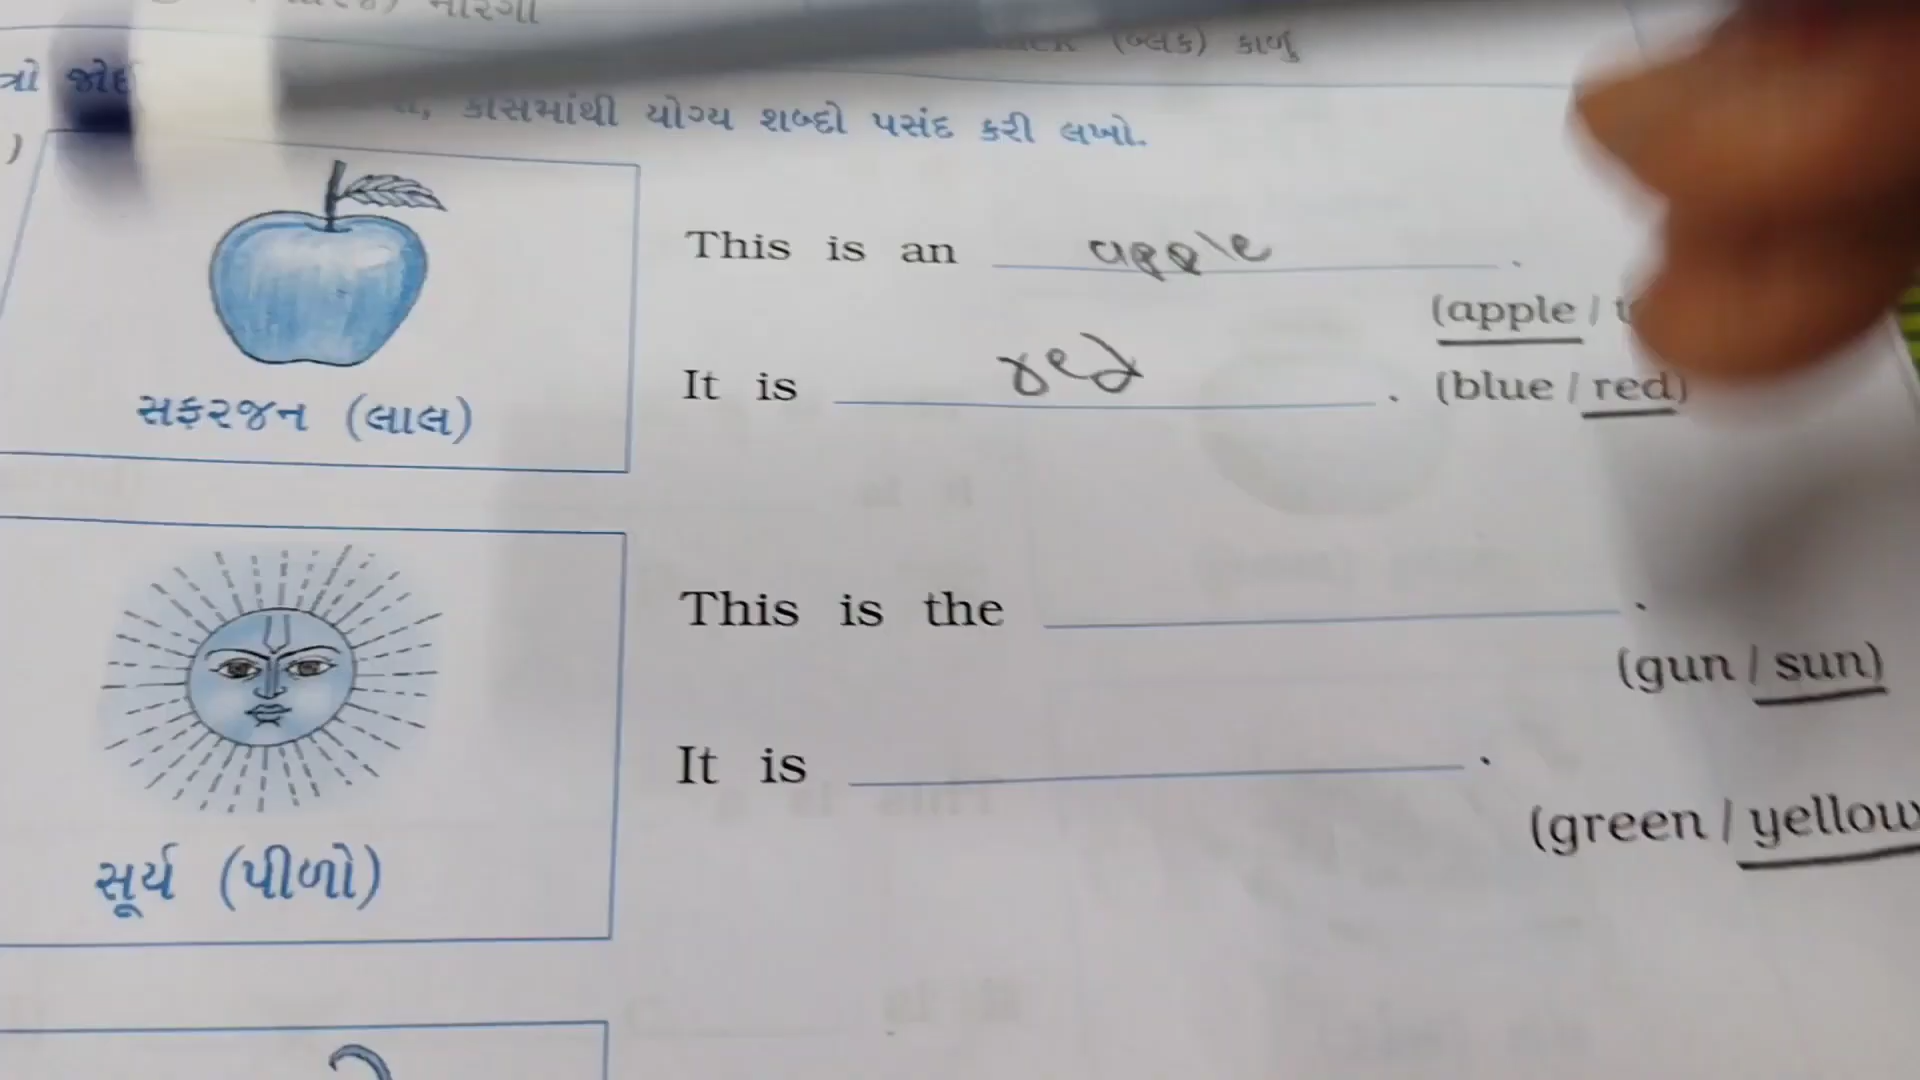 નારંગી
(બ્લેક) કાળું
જોઈ
કૌંસમાંથી યોગ્ય શબ્દો પસંદ કરી લખો.
)
This is an apple .
(apple /
It is red . (blue / red)
સફરજન (લાલ)
This is the .
(gun / sun)
It is .
(green / yellow
સૂર્ય (પીળો)